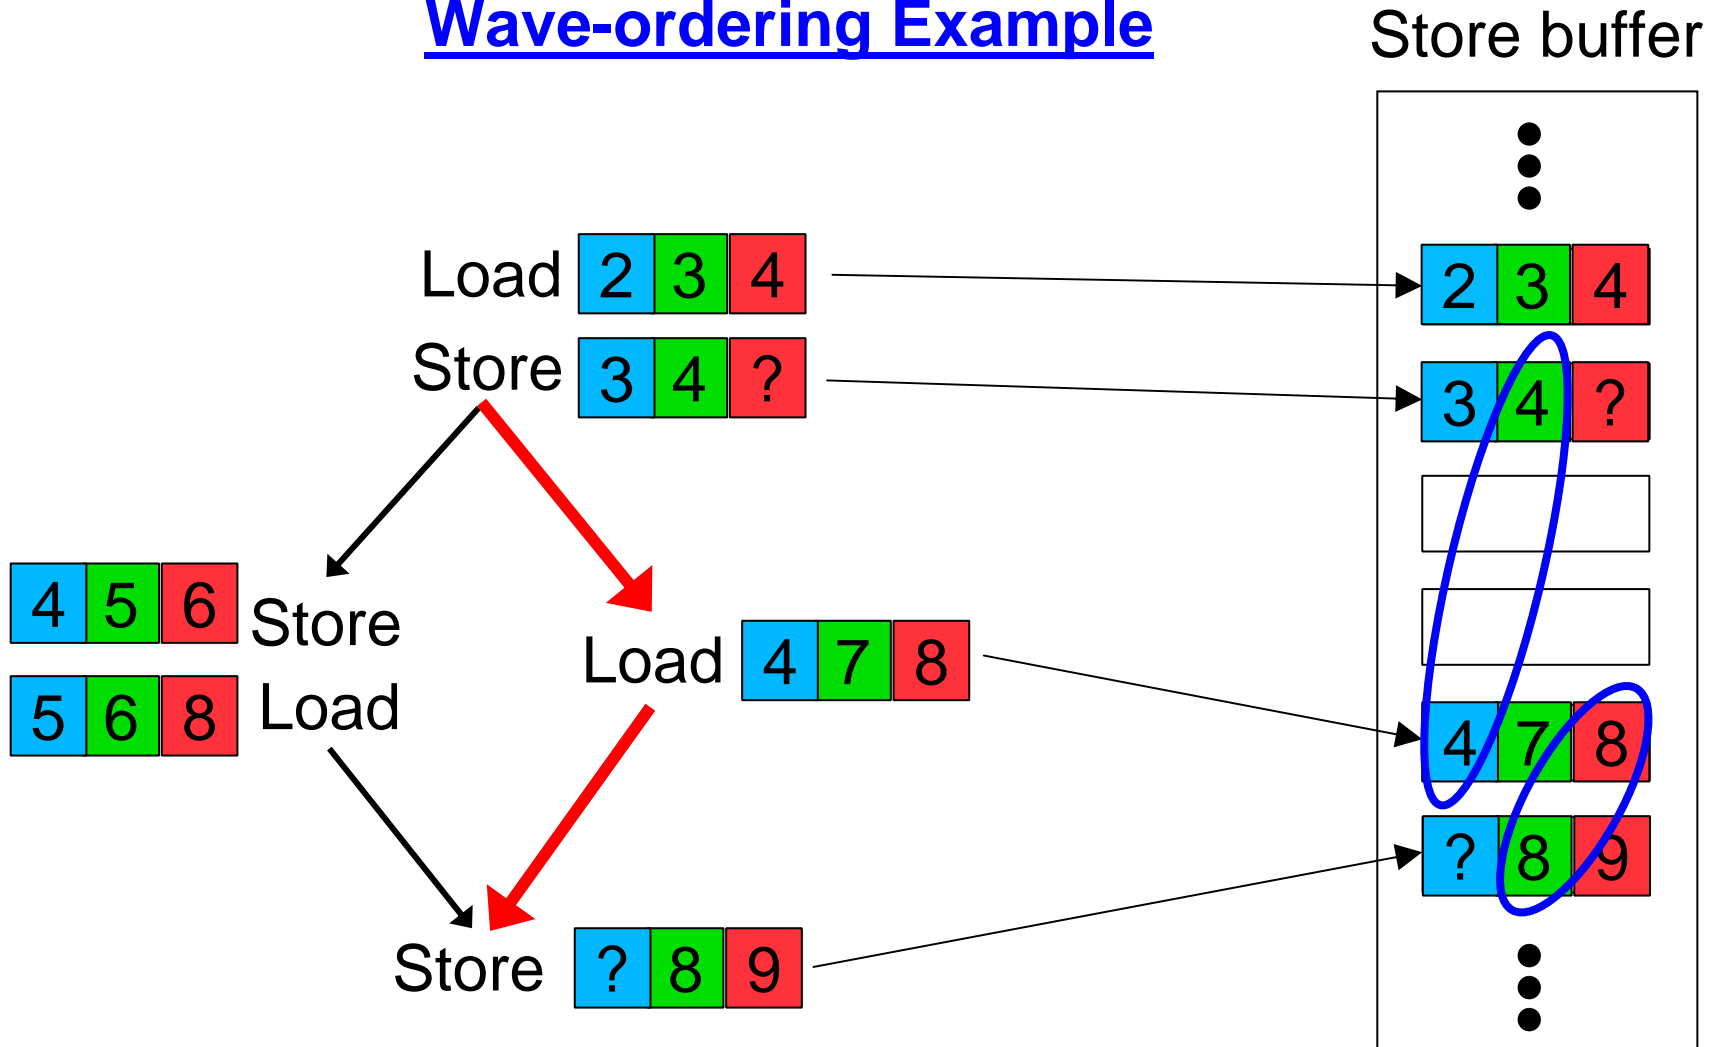 Wave-ordering Example
Store buffer
Load 2 3 4
2 3 4
Store 3 4 ?
3 4 ?
4 5 6 Store
Load 4 7 8
5 6 8 Load
4 7 8
? 8 9
Store ? 8 9